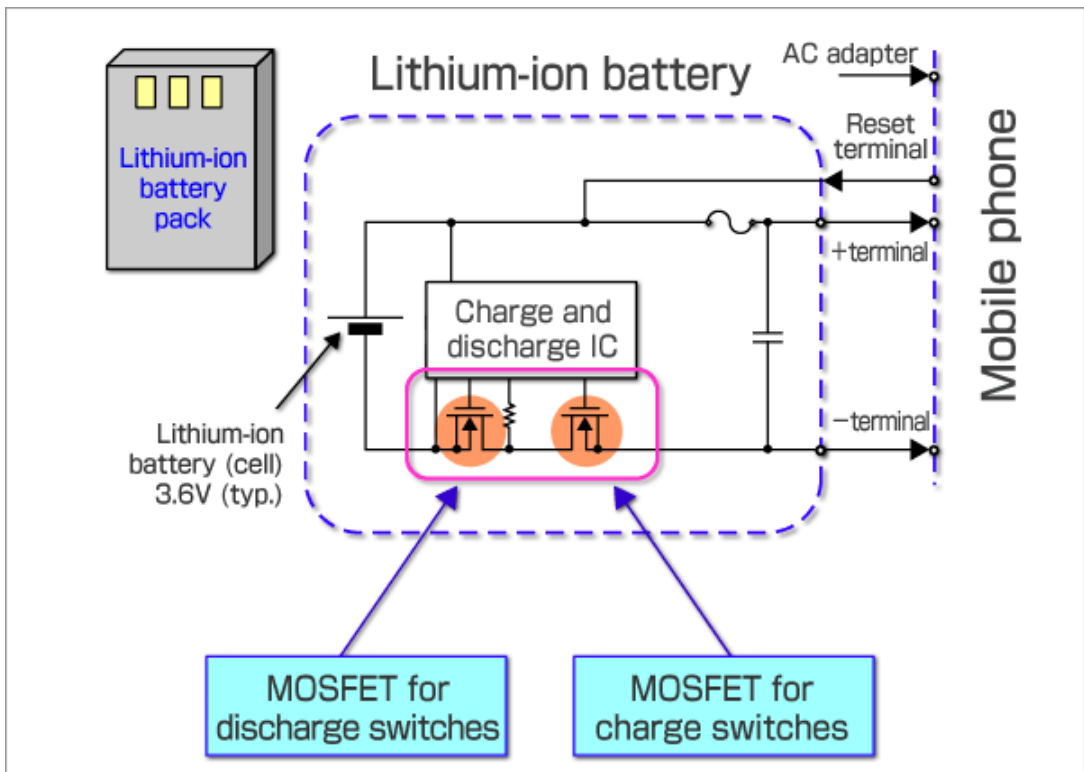 Lithium-ion battery
AC adapter
Lithium-ion
battery
pack
Reset
terminal
+terminal
Mobile phone
Charge and
discharge IC
Lithium-ion
battery (cell)
3.6V (typ.)
−terminal
MOSFET for
discharge switches
MOSFET for
charge switches